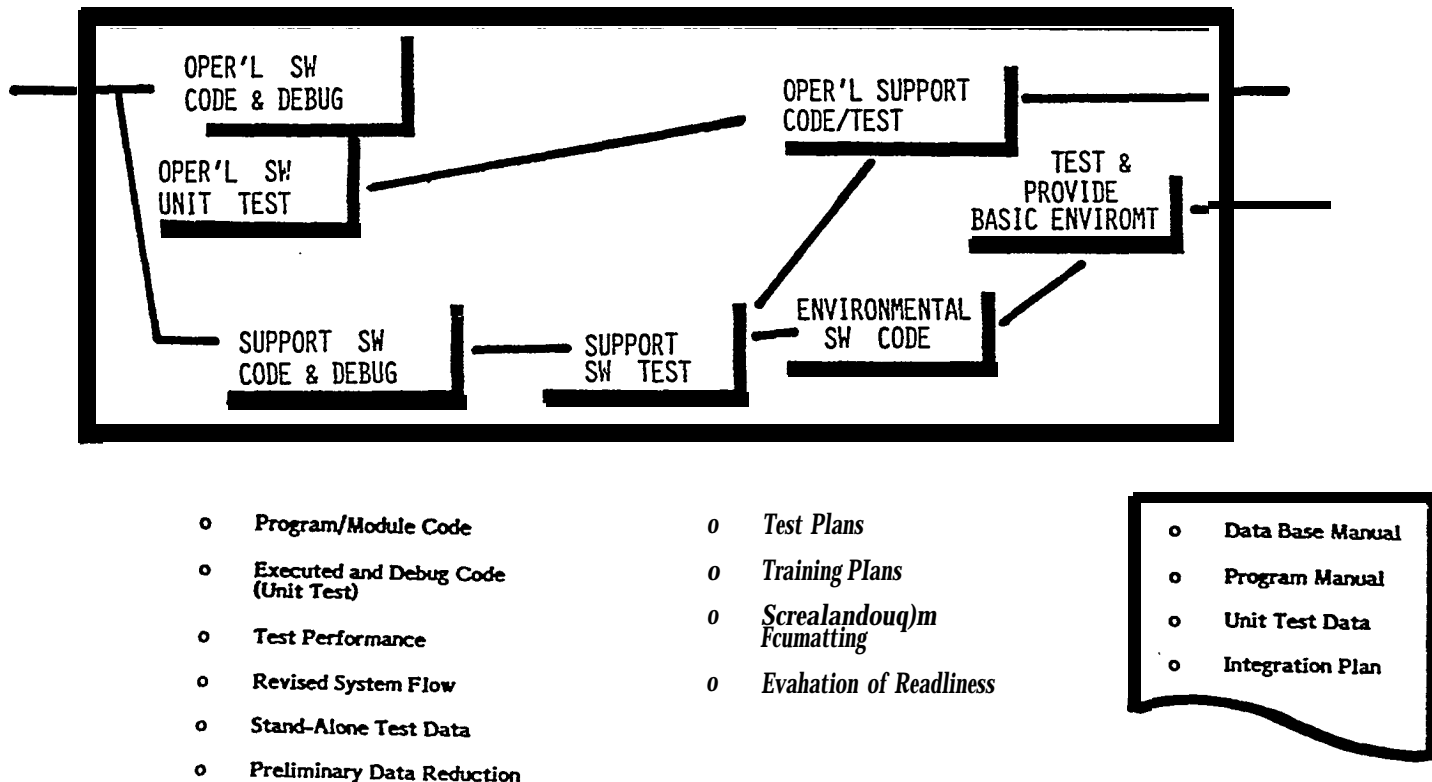 OPER'L SW
CODE & DEBUG
OPER'L SW
UNIT TEST
OPER'L SUPPORT
CODE/TEST
TEST &
PROVIDE
BASIC ENVIROMT
SUPPORT SW
CODE & DEBUG
SUPPORT
SW TEST
ENVIRONMENTAL
SW CODE
o Program/Module Code
o Executed and Debug Code
(Unit Test)
o Test Performance
o Revised System Flow
o Stand-Alone Test Data
o Preliminary Data Reduction
o Test Plans
o Training PIans
o Screalandouq)m
Fcumatting
o Evahation of Readliness
o Data Base Manual
o Program Manual
o Unit Test Data
o Integration Plan